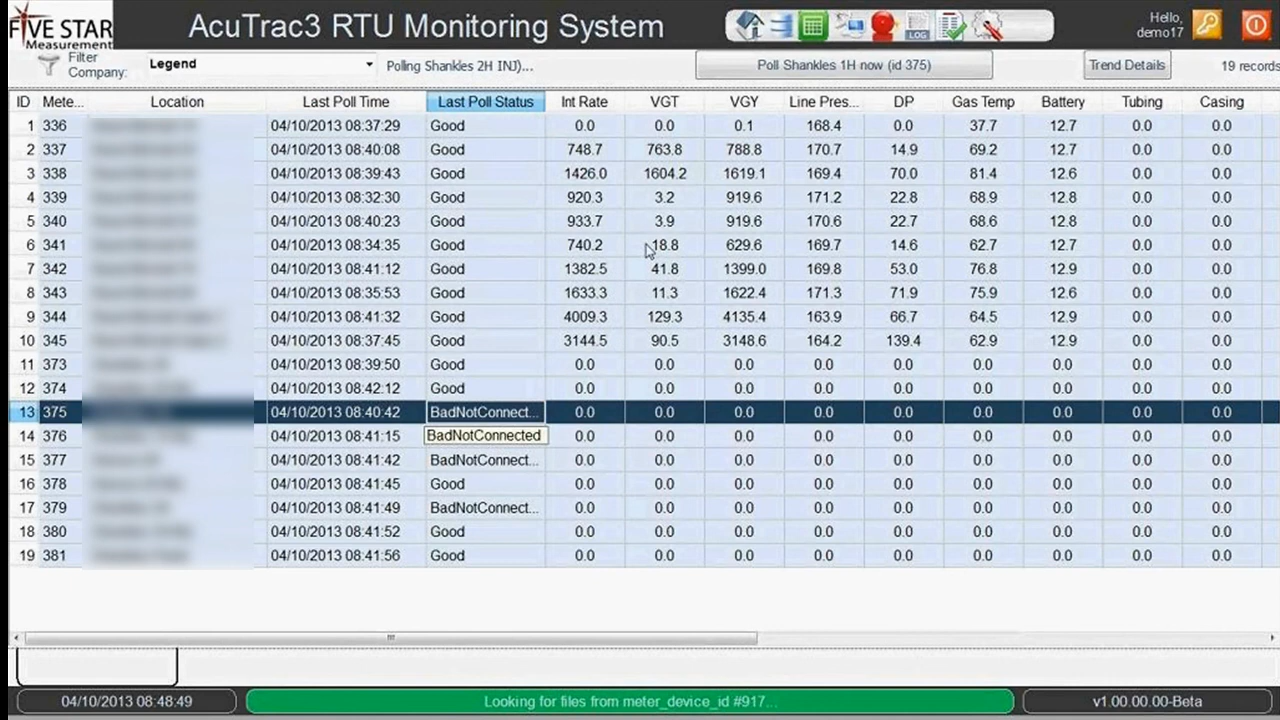 FIVE STAR
Measurement
AcuTrac3 RTU Monitoring System
LOG
Hello,
demo17
Filter
Company:
Legend
Polling Shankles 2H INJ)...
Poll Shankles 1H now (id 375)
Trend Details
19 records
ID Mete... Location Last Poll Time Last Poll Status Int Rate VGT VGY Line Pres... DP Gas Temp Battery Tubing Casing
1 336 04/10/2013 08:37:29 Good 0.0 0.0 0.1 168.4 0.0 37.7 12.7 0.0 0.0
2 337 04/10/2013 08:40:08 Good 748.7 763.8 788.8 170.7 14.9 69.2 12.7 0.0 0.0
3 338 04/10/2013 08:39:43 Good 1426.0 1604.2 1619.1 169.4 70.0 81.4 12.6 0.0 0.0
4 339 04/10/2013 08:32:30 Good 920.3 3.2 919.6 171.2 22.8 68.9 12.8 0.0 0.0
5 340 04/10/2013 08:40:23 Good 933.7 3.9 919.6 170.6 22.7 68.6 12.8 0.0 0.0
6 341 04/10/2013 08:34:35 Good 740.2 18.8 629.6 169.7 14.6 62.7 12.7 0.0 0.0
7 342 04/10/2013 08:41:12 Good 1382.5 41.8 1399.0 169.8 53.0 76.8 12.9 0.0 0.0
8 343 04/10/2013 08:35:53 Good 1633.3 11.3 1622.4 171.3 71.9 75.9 12.6 0.0 0.0
9 344 04/10/2013 08:41:32 Good 4009.3 129.3 4135.4 163.9 66.7 64.5 12.9 0.0 0.0
10 345 04/10/2013 08:37:45 Good 3144.5 90.5 3148.6 164.2 139.4 62.9 12.9 0.0 0.0
11 373 04/10/2013 08:39:50 Good 0.0 0.0 0.0 0.0 0.0 0.0 0.0 0.0 0.0
12 374 04/10/2013 08:42:12 Good 0.0 0.0 0.0 0.0 0.0 0.0 0.0 0.0 0.0
13 375 04/10/2013 08:40:42 BadNotConnect... 0.0 0.0 0.0 0.0 0.0 0.0 0.0 0.0 0.0
14 376 04/10/2013 08:41:15 BadNotConnected 0.0 0.0 0.0 0.0 0.0 0.0 0.0 0.0 0.0
15 377 04/10/2013 08:41:42 BadNotConnect... 0.0 0.0 0.0 0.0 0.0 0.0 0.0 0.0 0.0
16 378 04/10/2013 08:41:45 Good 0.0 0.0 0.0 0.0 0.0 0.0 0.0 0.0 0.0
17 379 04/10/2013 08:41:49 BadNotConnect... 0.0 0.0 0.0 0.0 0.0 0.0 0.0 0.0 0.0
18 380 04/10/2013 08:41:52 Good 0.0 0.0 0.0 0.0 0.0 0.0 0.0 0.0 0.0
19 381 04/10/2013 08:41:56 Good 0.0 0.0 0.0 0.0 0.0 0.0 0.0 0.0 0.0
04/10/2013 08:48:49
Looking for files from meter_device_id #917...
v1.00.00.00-Beta